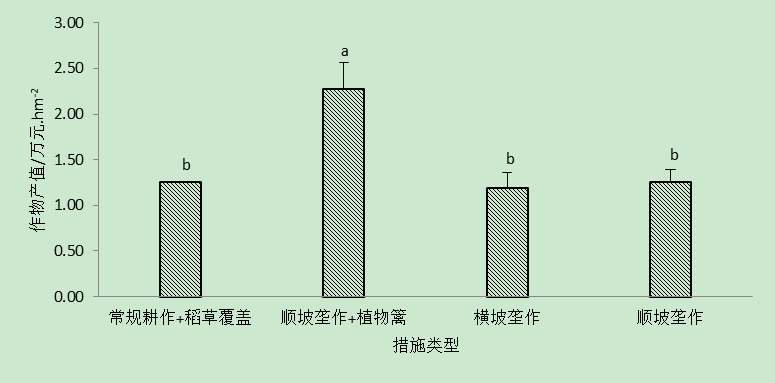 3.00
2.50
2.00
1.50
1.00
0.50
0.00
作物产值/万元.hm-2
b
a
b
b
常规耕作+稻草覆盖
顺坡垄作+植物篱
横坡垄作
顺坡垄作
措施类型